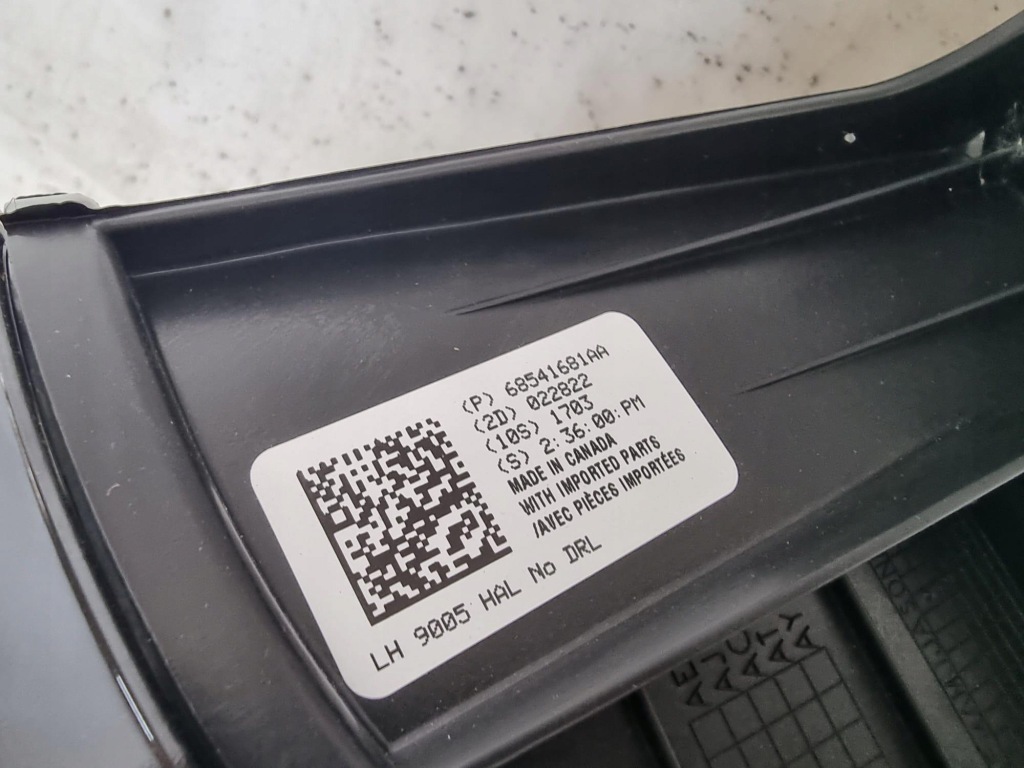 (P) 68541681AA
(2D) 022822
(10S) 1703
(S) 2:36:00:PM
MADE IN CANADA
WITH IMPORTED PARTS
/AVEC PIÈCES IMPORTÉES
LH 9005 HAL No DRL